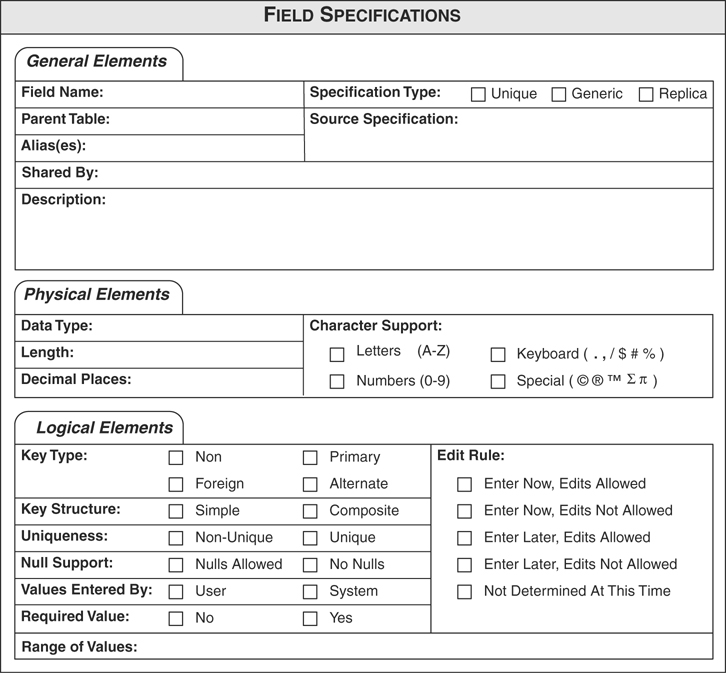 FIELD SPECIFICATIONS
General Elements
Field Name:
Specification Type: Unique Generic Replica
Parent Table:
Source Specification:
Alias(es):
Shared By:
Description:
Physical Elements
Data Type:
Character Support:
Length:
Letters (A-Z) Keyboard ( . , / $ # % )
Decimal Places:
Numbers (0-9) Special ( © ® ™ Σ π )
Logical Elements
Key Type: Non Primary
Foreign Alternate
Key Structure: Simple Composite
Uniqueness: Non-Unique Unique
Null Support: Nulls Allowed No Nulls
Values Entered By: User System
Required Value: No Yes
Edit Rule:
Enter Now, Edits Allowed
Enter Now, Edits Not Allowed
Enter Later, Edits Allowed
Enter Later, Edits Not Allowed
Not Determined At This Time
Range of Values: